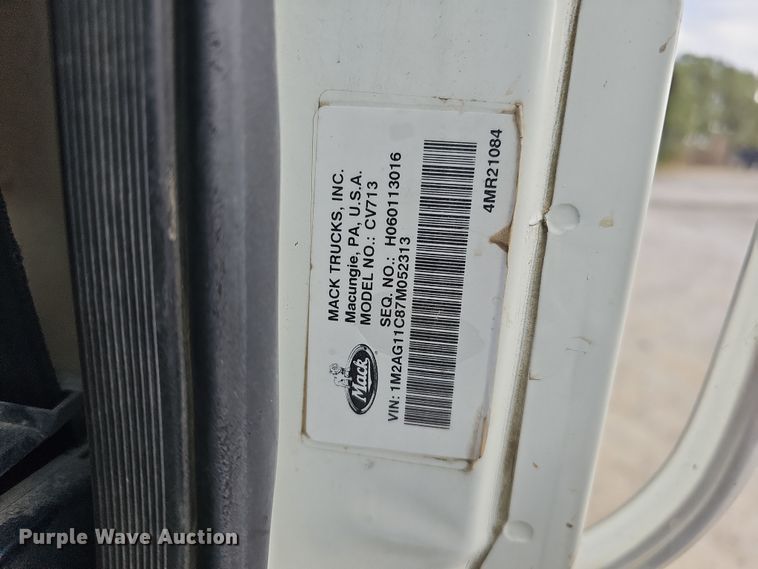 MACK TRUCKS, INC.
Macungie, PA, U.S.A.
MODEL NO.: CV713
SEQ. NO.: H060113016
VIN: 1M2AG11C87M052313
4MR21084
Mack
Purple Wave Auction